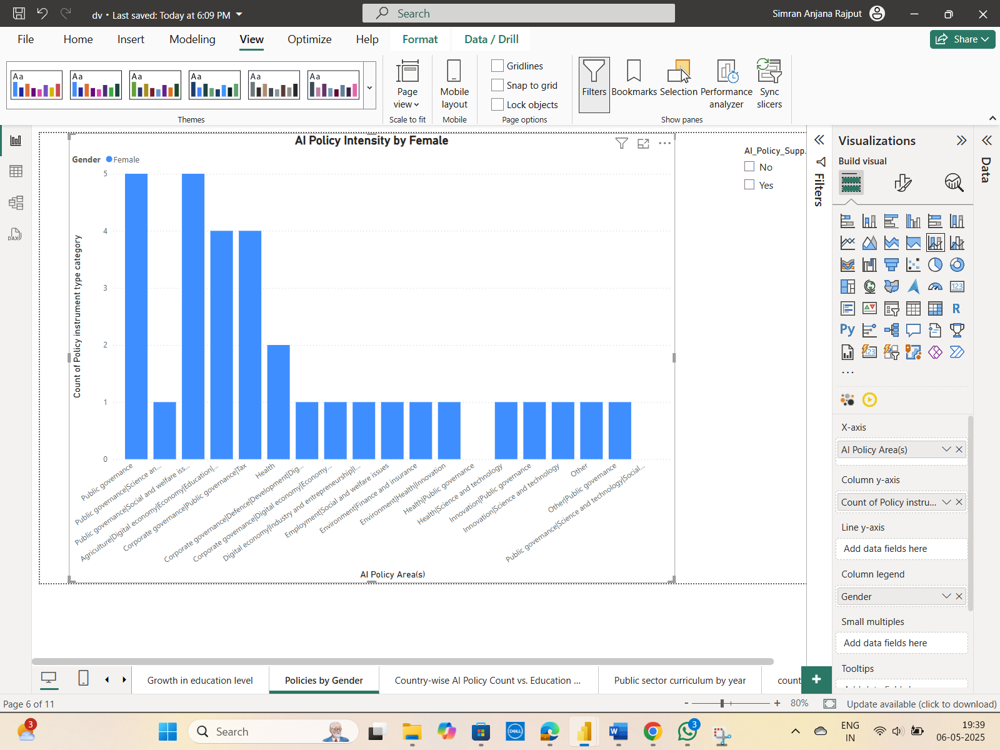 dv • Last saved: Today at 6:09 PM
Search
Simran Anjana Rajput
File
Home
Insert
Modeling
View
Optimize
Help
Format
Data / Drill
Share
Aa
Aa
Aa
Aa
Aa
Aa
Themes
Page view
Scale to fit
Mobile layout
Mobile
Gridlines
Snap to grid
Lock objects
Page options
Filters
Bookmarks
Selection
Performance analyzer
Sync slicers
Show panes
AI Policy Intensity by Female
Gender
Female
Count of Policy instrument type category
5
4
3
2
1
0
Public governance
Public governance|Science an...
Public governance|Social and welfare iss...
Agriculture|Digital economy|Economy|Education|...
Corporate governance|Public governance|Tax
Health
Corporate governance|Defence|Development|Dig...
Corporate governance|Digital economy|Economy...
Digital economy|Industry and entrepreneurship|I...
Employment|Social and welfare issues
Environment|Finance and insurance
Environment|Health|Innovation
Health|Public governance
Health|Science and technology
Innovation|Public governance
Innovation|Science and technology
Other
Other|Public governance
Public governance|Science and technology|Social...
AI Policy Area(s)
AI_Policy_Supp...
No
Yes
Filters
Visualizations
Build visual
123
R
Py
123
...
X-axis
AI Policy Area(s)
Column y-axis
Count of Policy instru...
Line y-axis
Add data fields here
Column legend
Gender
Small multiples
Add data fields here
Tooltips
Data
DAX
Growth in education level
Policies by Gender
Country-wise AI Policy Count vs. Education ...
Public sector curriculum by year
count
+
Page 6 of 11
- + 80%
Update available (click to download)
3
Search
DELL
W
3
ENG
IN
19:39
06-05-2025